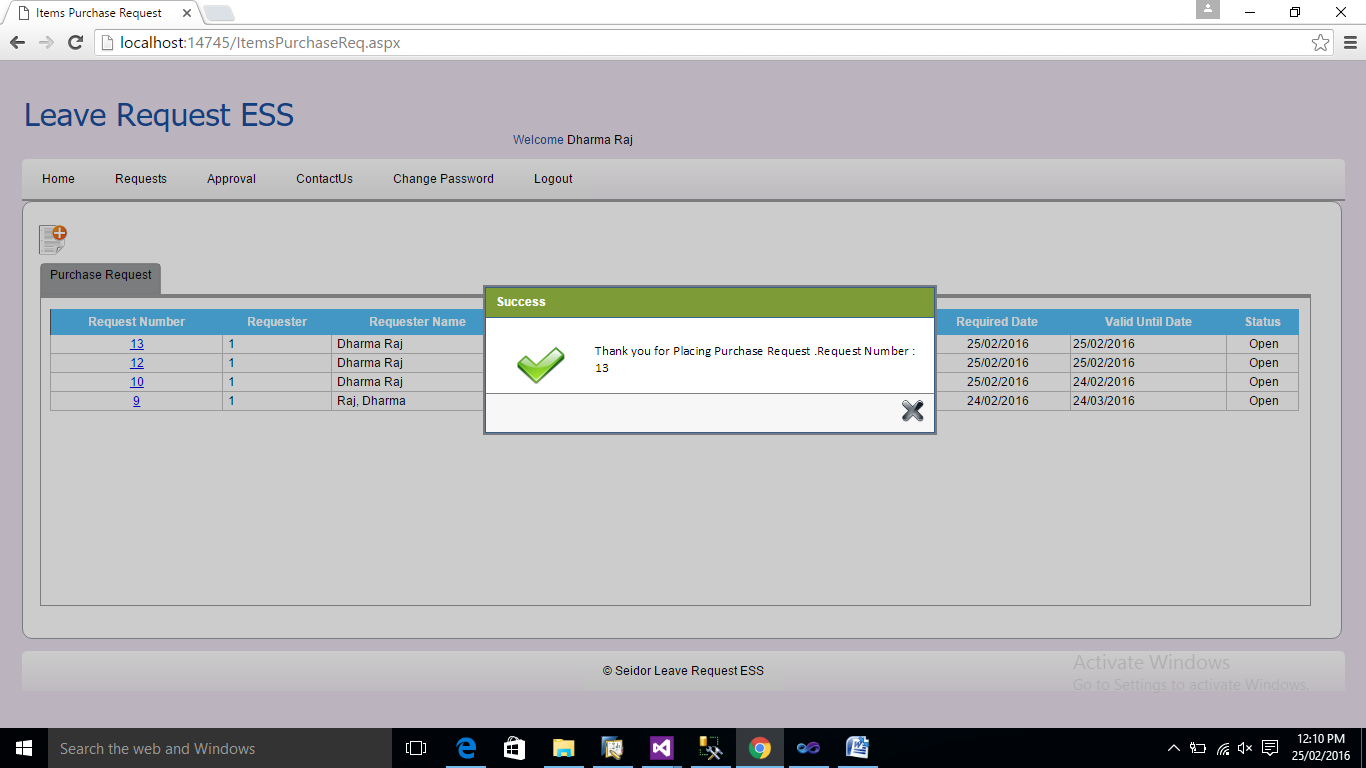 Items Purchase Request
localhost:14745/ItemsPurchaseReq.aspx
Leave Request ESS
Welcome Dharma Raj
Home Requests Approval ContactUs Change Password Logout
Purchase Request
Request Number Requester Requester Name Required Date Valid Until Date Status
13 1 Dharma Raj 25/02/2016 25/02/2016 Open
12 1 Dharma Raj 25/02/2016 25/02/2016 Open
10 1 Dharma Raj 25/02/2016 24/02/2016 Open
9 1 Raj, Dharma 24/02/2016 24/03/2016 Open
Success
Thank you for Placing Purchase Request .Request Number :
13
© Seidor Leave Request ESS
Activate Windows
Go to Settings to activate Windows.
Search the web and Windows
12:10 PM
25/02/2016